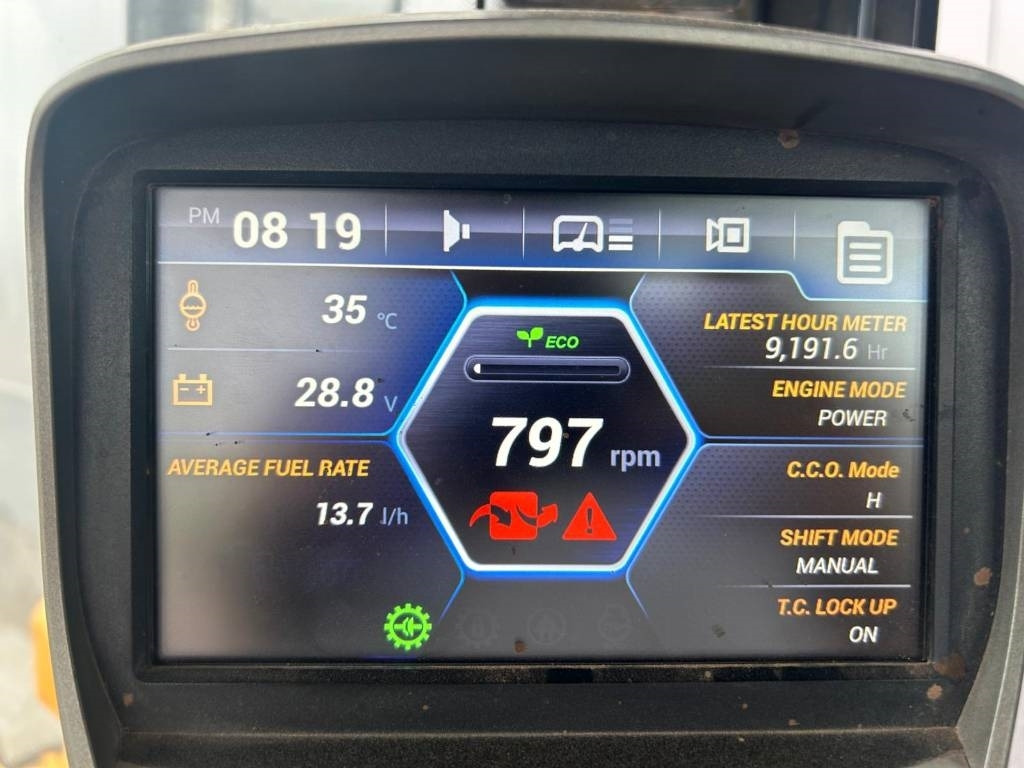 PM 08 19
35 °C
28.8 V
AVERAGE FUEL RATE
13.7 l/h
ECO
797 rpm
LATEST HOUR METER
9,191.6 Hr
ENGINE MODE
POWER
C.C.O. Mode
H
SHIFT MODE
MANUAL
T.C. LOCK UP
ON